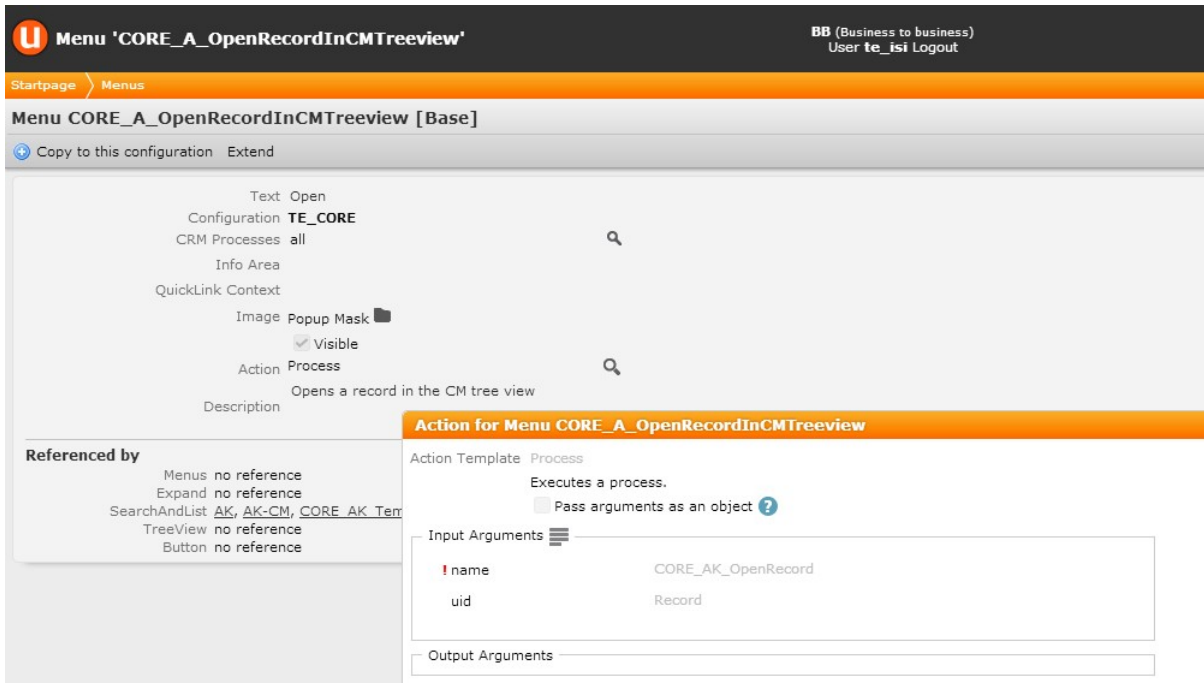 u Menu 'CORE_A_OpenRecordInCMTreeview'
BB (Business to business)
User te_isi Logout
Startpage Menus
Menu CORE_A_OpenRecordInCMTreeview [Base]
Copy to this configuration Extend
Text Open
Configuration TE_CORE
CRM Processes all
Info Area
QuickLink Context
Image Popup Mask
Visible
Action Process
Opens a record in the CM tree view
Description
Referenced by
Menus no reference
Expand no reference
SearchAndList AK, AK-CM, CORE_AK_Tem
TreeView no reference
Button no reference
Action for Menu CORE_A_OpenRecordInCMTreeview
Action Template Process
Executes a process.
Pass arguments as an object ?
Input Arguments
! name CORE_AK_OpenRecord
uid Record
Output Arguments